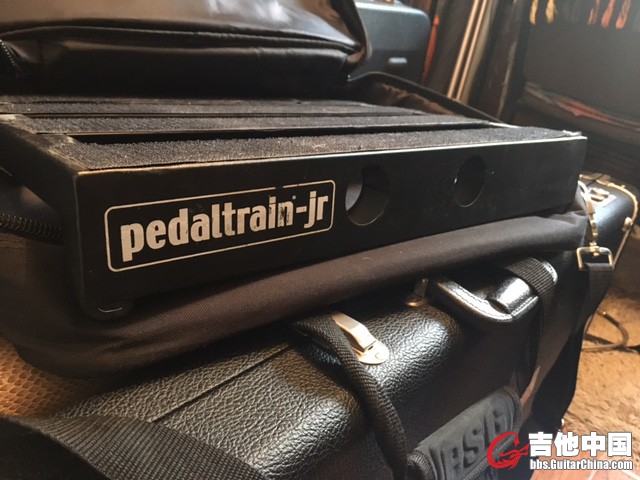 pedaltrain-jr
吉他中国
bbs.GuitarChina.com